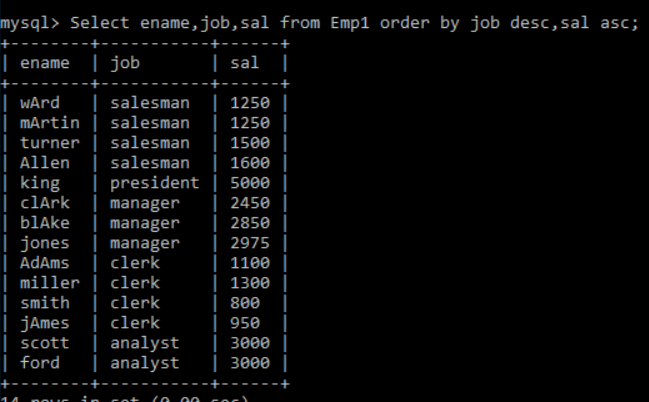 mysql> Select ename,job,sal from Emp1 order by job desc,sal asc;
+--------+-----------+------+
| ename  | job       | sal  |
+--------+-----------+------+
| wArd   | salesman  | 1250 |
| mArtin | salesman  | 1250 |
| turner | salesman  | 1500 |
| Allen  | salesman  | 1600 |
| king   | president | 5000 |
| clArk  | manager   | 2450 |
| blAke  | manager   | 2850 |
| jones  | manager   | 2975 |
| AdAms  | clerk     | 1100 |
| miller | clerk     | 1300 |
| smith  | clerk     | 800  |
| jAmes  | clerk     | 950  |
| scott  | analyst   | 3000 |
| ford   | analyst   | 3000 |
+--------+-----------+------+
14 rows in set (0.00 sec)